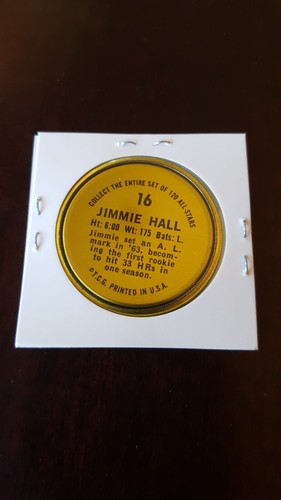 COLLECT THE ENTIRE SET OF 120 ALL-STARS
16
JIMMIE HALL
Ht: 6:00 Wt: 175 Bats: L.
Jimmie set an A. L.
mark in '63, becom-
ing the first rookie
to hit 33 HRs in
one season.
©T.C.G. PRINTED IN U.S.A.